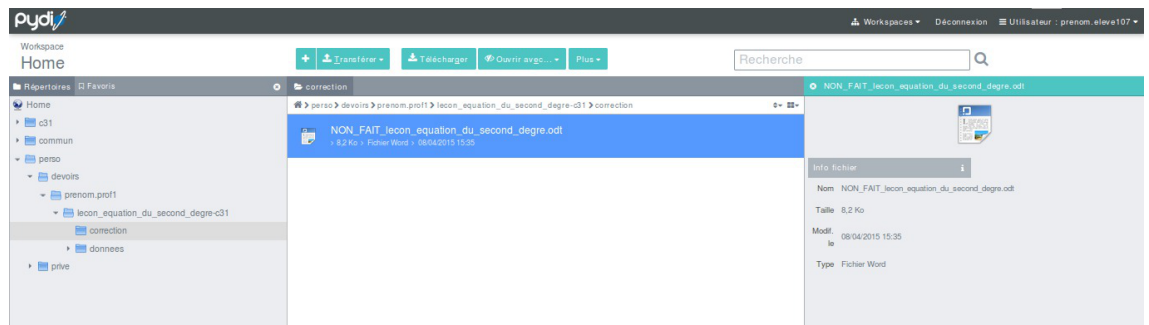 Pydi
Workspaces
Déconnexion
Utilisateur : prenom.eleve107
Workspace
Home
+
Transférer
Télécharger
Ouvrir avec...
Plus
Recherche
Répertoires
Favoris
correction
NON_FAIT_lecon_equation_du_second_degre.odt
Home
c31
commun
perso
devoirs
prenom.prof1
lecon_equation_du_second_degre-c31
correction
donnees
prive
perso > devoirs > prenom.prof1 > lecon_equation_du_second_degre-c31 > correction
NON_FAIT_lecon_equation_du_second_degre.odt
> 8,2 Ko > Fichier Word > 08/04/2015 15:35
Info fichier
i
Nom NON_FAIT_lecon_equation_du_second_degre.odt
Taille 8,2 Ko
Modif. le 08/04/2015 15:35
Type Fichier Word